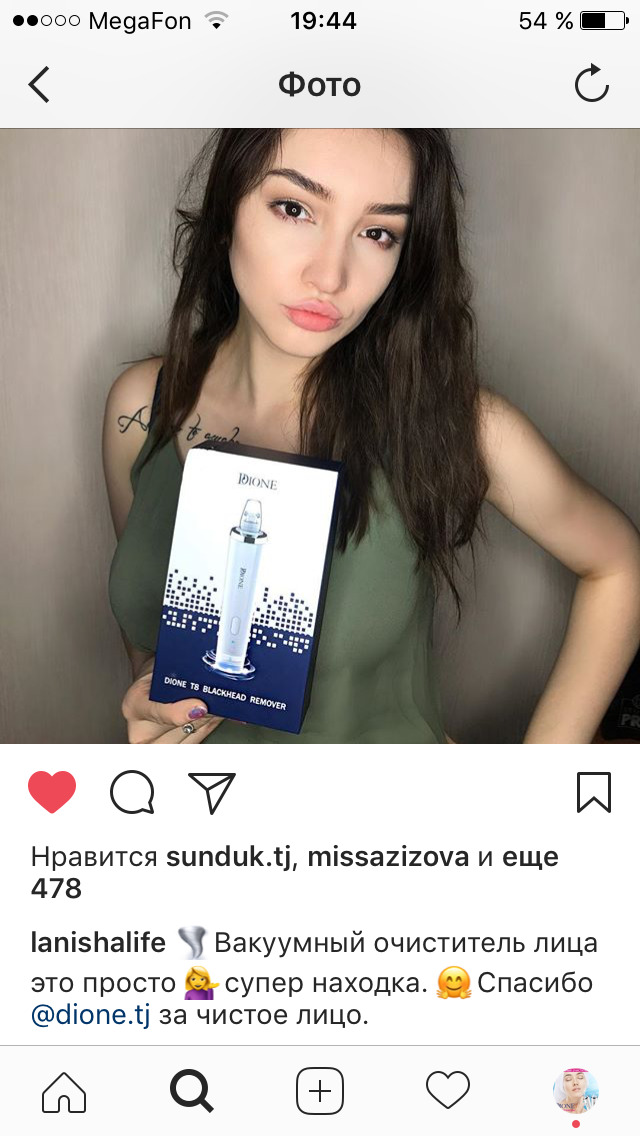 MegaFon
19:44
54 %
Фото
DIONE
DIONE
DIONE T8 BLACKHEAD REMOVER
Нравится sunduk.tj, missazizova и еще
478
lanishalife 🌪️Вакуумный очиститель лица
это просто 💁‍♀️супер находка. 🤗Спасибо
@dione.tj за чистое лицо.